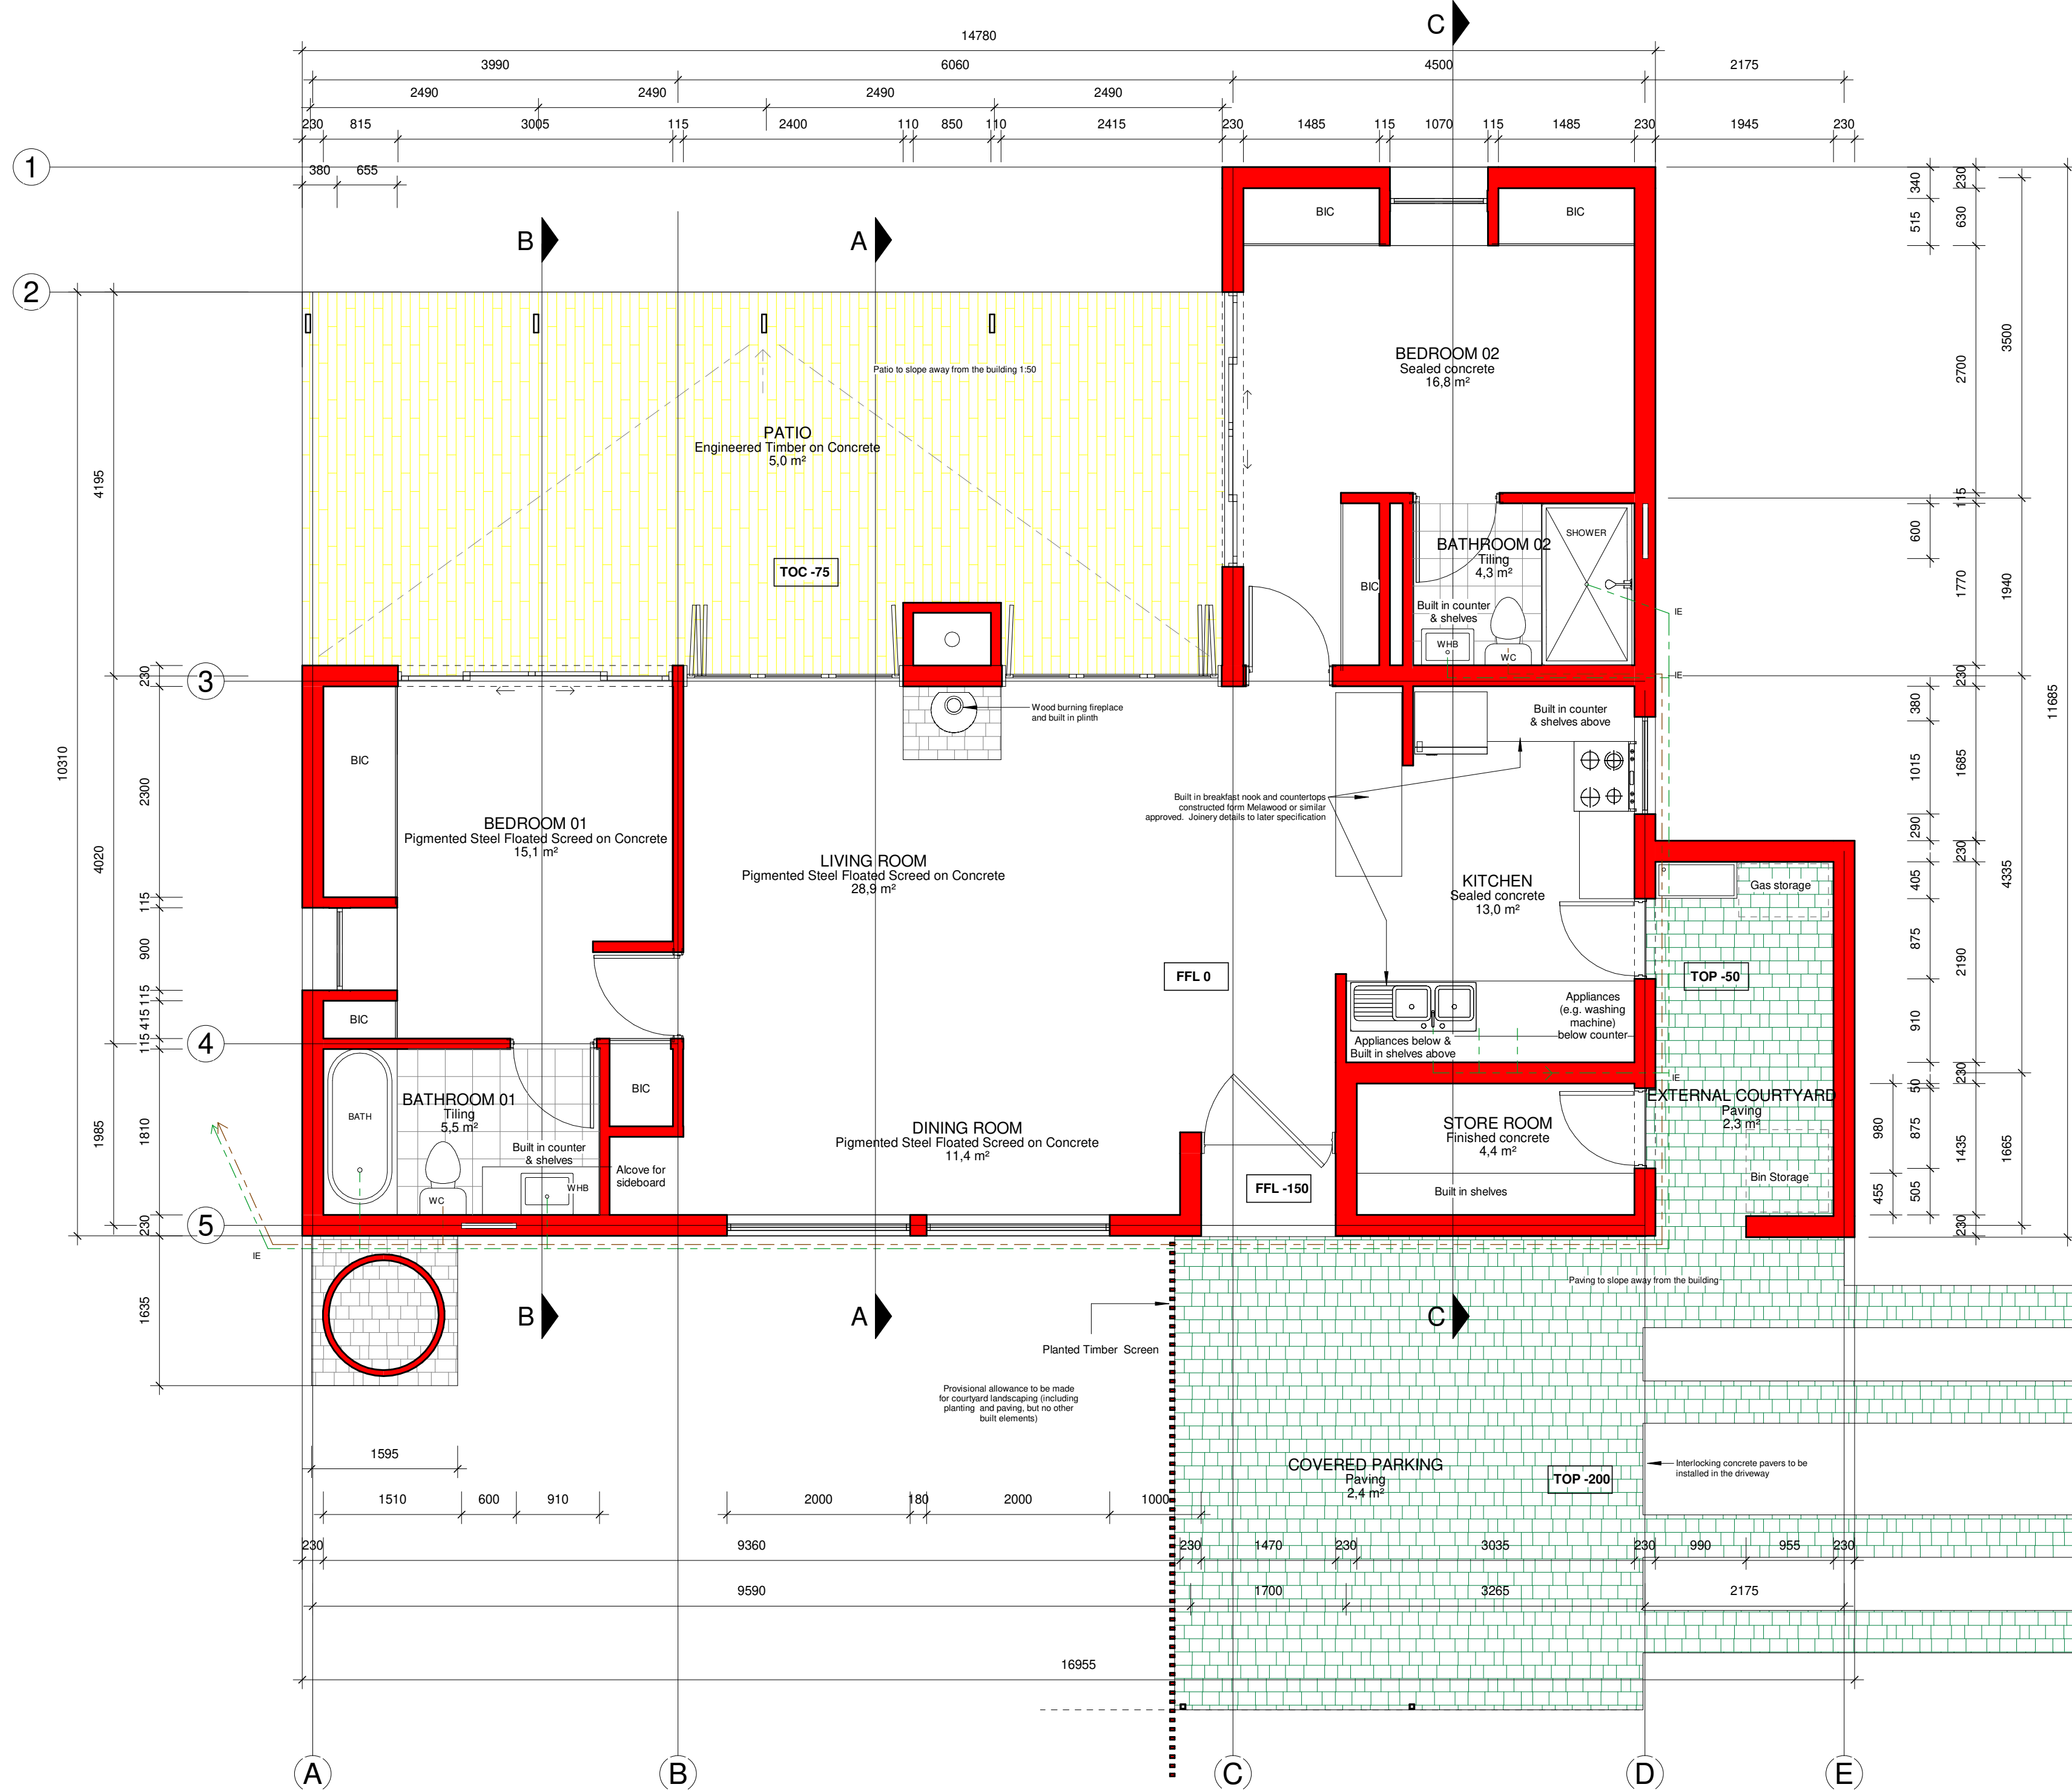 C
14780
3990
6060
4500
2175
2490
2490
2490
2490
230
815
3005
115
2400
110
850
110
2415
230
1485
115
1070
115
1485
230
1945
230
1
380
655
340
230
BIC
BIC
515
630
B
A
2
BEDROOM 02
Sealed concrete
16,8 m²
3500
2700
Patio to slope away from the building 1:50
PATIO
Engineered Timber on Concrete
5,0 m²
4195
115
600
SHOWER
BATHROOM 02
Tiling
4,3 m²
TOC -75
BIC
1770
1940
Built in counter
& shelves
IE
WHB
WC
230
3
IE
230
380
11685
Wood burning fireplace
and built in plinth
Built in counter
& shelves above
10310
BIC
2300
1015
1685
Built in breakfast nook and countertops
constructed form Melawood or similar
approved. Joinery details to later specification
BEDROOM 01
Pigmented Steel Floated Screed on Concrete
15,1 m²
4020
LIVING ROOM
Pigmented Steel Floated Screed on Concrete
28,9 m²
290
230
KITCHEN
Sealed concrete
13,0 m²
Gas storage
405
4335
115
900
875
2190
FFL 0
TOP -50
115
415
BIC
Appliances
(e.g. washing
machine)
below counter
910
115
4
Appliances below &
Built in shelves above
IE
230
50
BIC
BATH
BATHROOM 01
Tiling
5,5 m²
EXTERNAL COURTYARD
Paving
2,3 m²
STORE ROOM
Finished concrete
4,4 m²
DINING ROOM
Pigmented Steel Floated Screed on Concrete
11,4 m²
1985
1810
980
875
1435
1665
Built in counter
& shelves
Alcove for
sideboard
WHB
WC
FFL -150
Built in shelves
Bin Storage
455
505
230
5
230
IE
Paving to slope away from the building
1635
B
A
C
Planted Timber Screen
Provisional allowance to be made
for courtyard landscaping (including
planting and paving, but no other
built elements)
1595
COVERED PARKING
Paving
2,4 m²
TOP -200
Interlocking concrete pavers to be
installed in the driveway
1510
600
910
2000
180
2000
1000
230
9360
230
1470
230
3035
230
990
955
230
9590
1700
3265
2175
16955
A
B
C
D
E